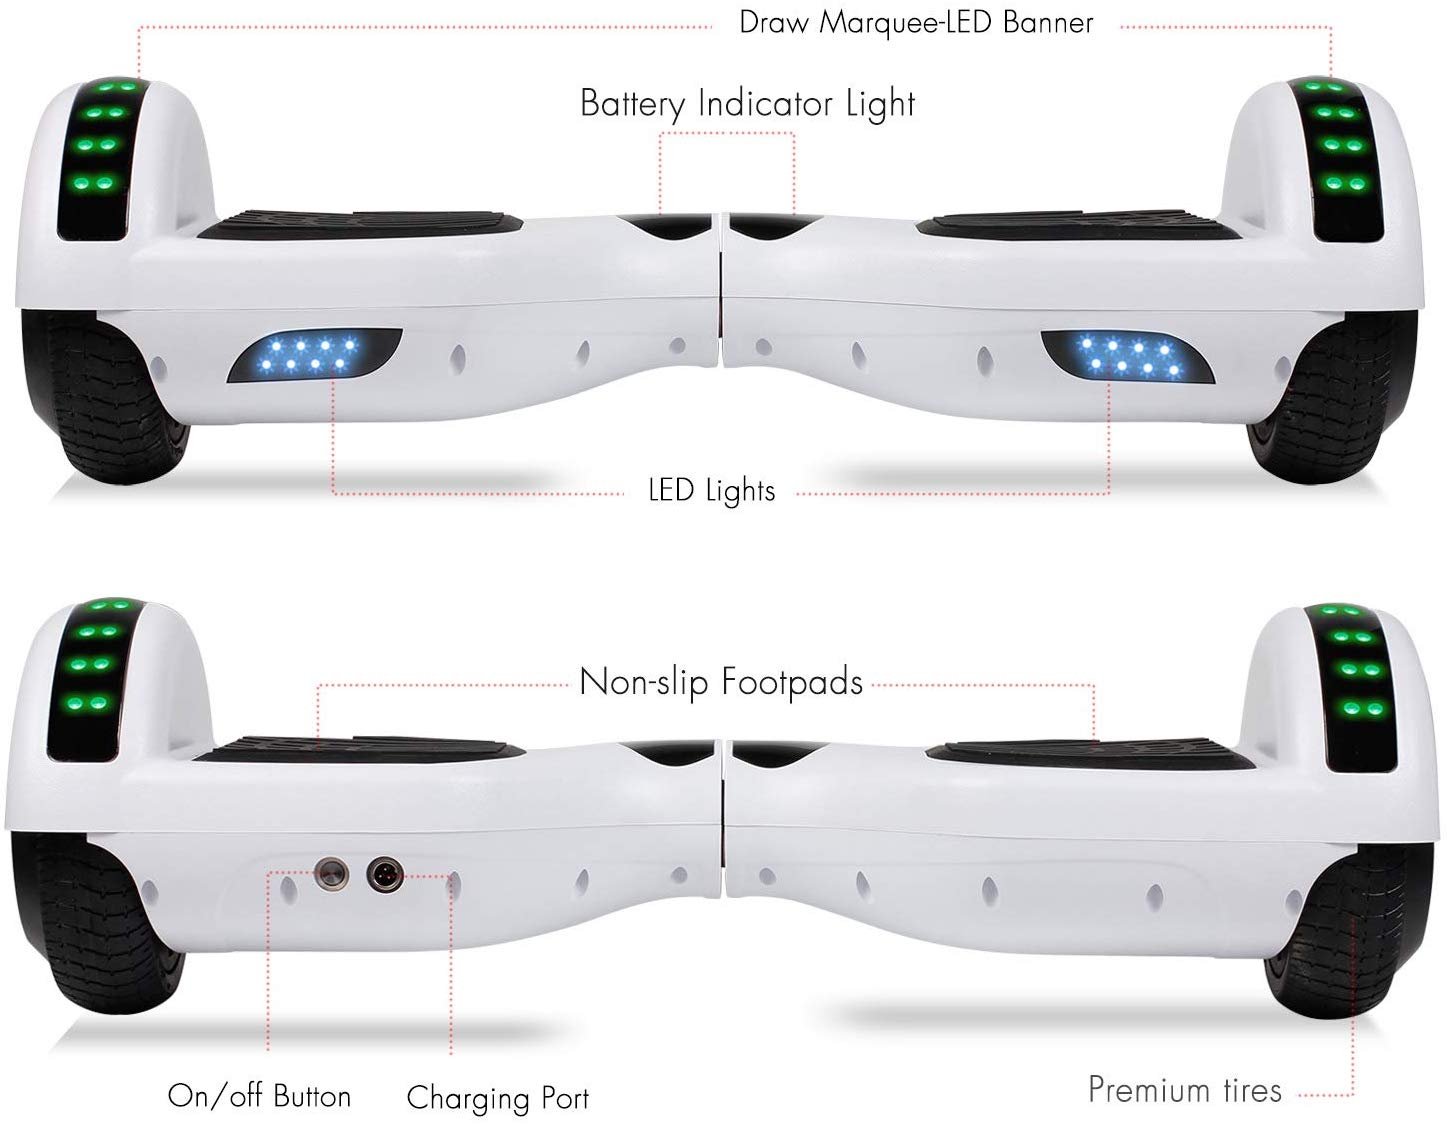 Draw Marquee-LED Banner
Battery Indicator Light
LED Lights
Non-slip Footpads
On/off Button
Charging Port
Premium tires